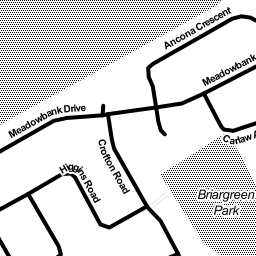 Ancona Crescent
Meadowbank
Meadowbank Drive
Carlaw
Crofton Road
Higgins Road
Briargreen
Park